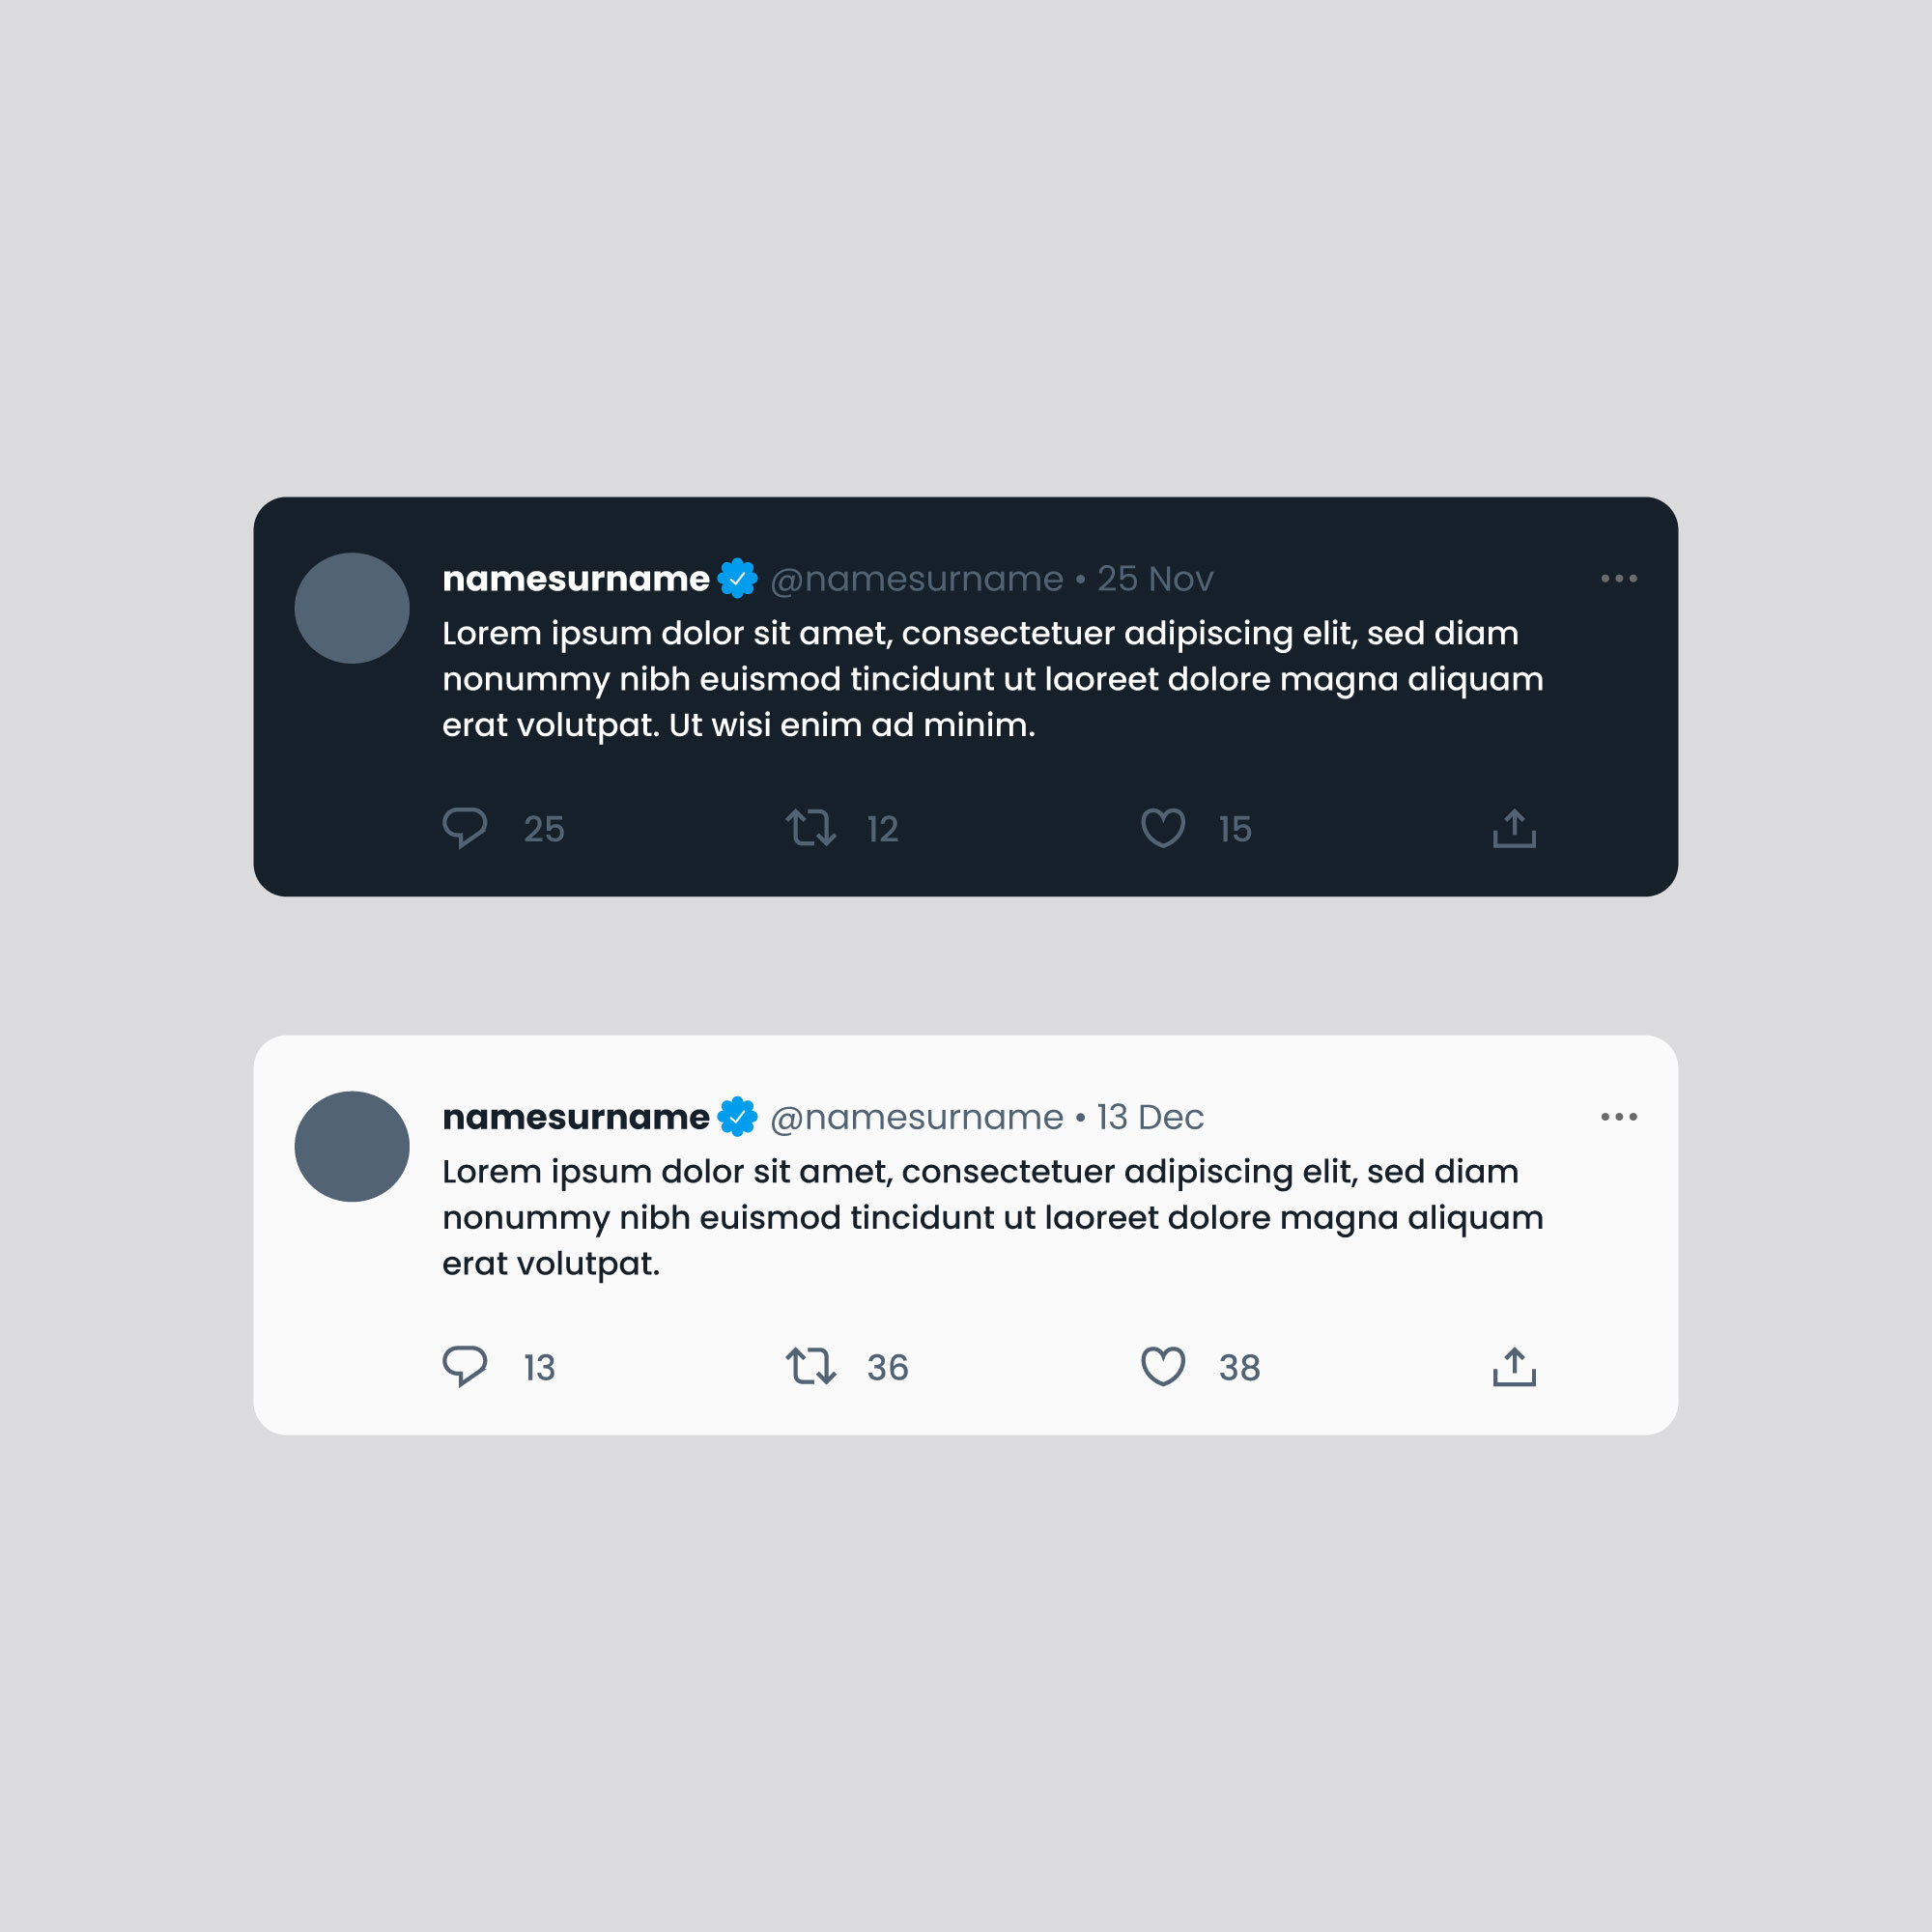 namesurname @namesurname • 25 Nov
Lorem ipsum dolor sit amet, consectetuer adipiscing elit, sed diam
nonummy nibh euismod tincidunt ut laoreet dolore magna aliquam
erat volutpat. Ut wisi enim ad minim.
25 12 15
namesurname @namesurname • 13 Dec
Lorem ipsum dolor sit amet, consectetuer adipiscing elit, sed diam
nonummy nibh euismod tincidunt ut laoreet dolore magna aliquam
erat volutpat.
13 36 38